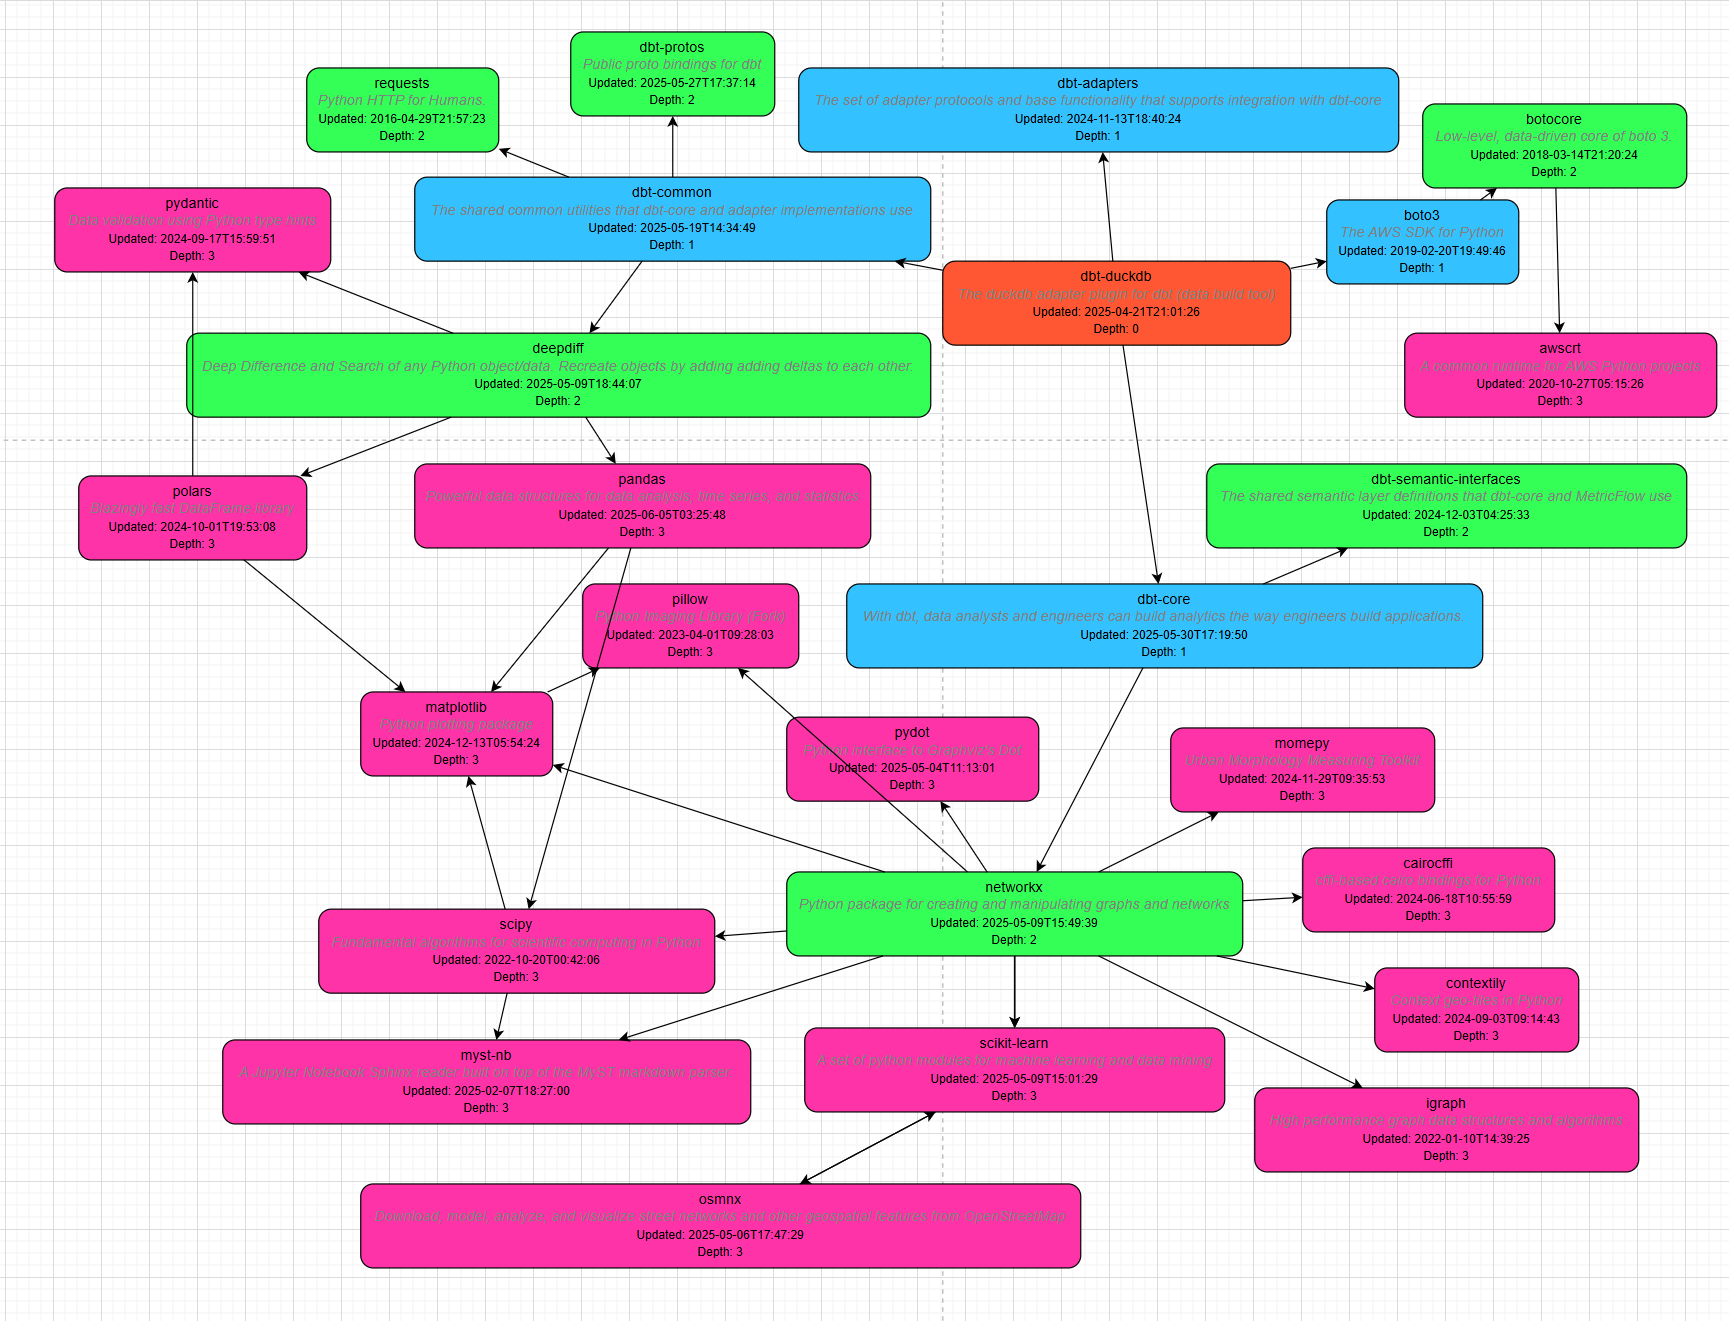 dbt-protos
Public proto bindings for dbt
Updated: 2025-05-27T17:37:14
Depth: 2
requests
Python HTTP for Humans.
Updated: 2016-04-29T21:57:23
Depth: 2
dbt-adapters
The set of adapter protocols and base functionality that supports integration with dbt-core
Updated: 2024-11-13T18:40:24
Depth: 1
botocore
Low-level, data-driven core of boto 3.
Updated: 2018-03-14T21:20:24
Depth: 2
pydantic
Data validation using Python type hints
Updated: 2024-09-17T15:59:51
Depth: 3
dbt-common
The shared common utilities that dbt-core and adapter implementations use
Updated: 2025-05-19T14:34:49
Depth: 1
boto3
The AWS SDK for Python
Updated: 2019-02-20T19:49:46
Depth: 1
dbt-duckdb
The duckdb adapter plugin for dbt (data build tool)
Updated: 2025-04-21T21:01:26
Depth: 0
deepdiff
Deep Difference and Search of any Python object/data. Recreate objects by adding adding deltas to each other.
Updated: 2025-05-09T18:44:07
Depth: 2
awscrt
A common runtime for AWS Python projects
Updated: 2020-10-27T05:15:26
Depth: 3
polars
Blazingly fast DataFrame library
Updated: 2024-10-01T19:53:08
Depth: 3
pandas
Powerful data structures for data analysis, time series, and statistics
Updated: 2025-06-05T03:25:48
Depth: 3
dbt-semantic-interfaces
The shared semantic layer definitions that dbt-core and MetricFlow use
Updated: 2024-12-03T04:25:33
Depth: 2
pillow
Python Imaging Library (Fork)
Updated: 2023-04-01T09:28:03
Depth: 3
dbt-core
With dbt, data analysts and engineers can build analytics the way engineers build applications.
Updated: 2025-05-30T17:19:50
Depth: 1
matplotlib
Python plotting package
Updated: 2024-12-13T05:54:24
Depth: 3
pydot
Python interface to Graphviz's Dot
Updated: 2025-05-04T11:13:01
Depth: 3
momepy
Urban Morphology Measuring Toolkit
Updated: 2024-11-29T09:35:53
Depth: 3
cairocffi
cffi-based cairo bindings for Python
Updated: 2024-06-18T10:55:59
Depth: 3
networkx
Python package for creating and manipulating graphs and networks
Updated: 2025-05-09T15:49:39
Depth: 2
scipy
Fundamental algorithms for scientific computing in Python
Updated: 2022-10-20T00:42:06
Depth: 3
contextily
Context geo-tiles in Python
Updated: 2024-09-03T09:14:43
Depth: 3
myst-nb
A Jupyter Notebook Sphinx reader built on top of the MyST markdown parser.
Updated: 2025-02-07T18:27:00
Depth: 3
scikit-learn
A set of python modules for machine learning and data mining
Updated: 2025-05-09T15:01:29
Depth: 3
igraph
High performance graph data structures and algorithms
Updated: 2022-01-10T14:39:25
Depth: 3
osmnx
Download, model, analyze, and visualize street networks and other geospatial features from OpenStreetMap
Updated: 2025-05-06T17:47:29
Depth: 3